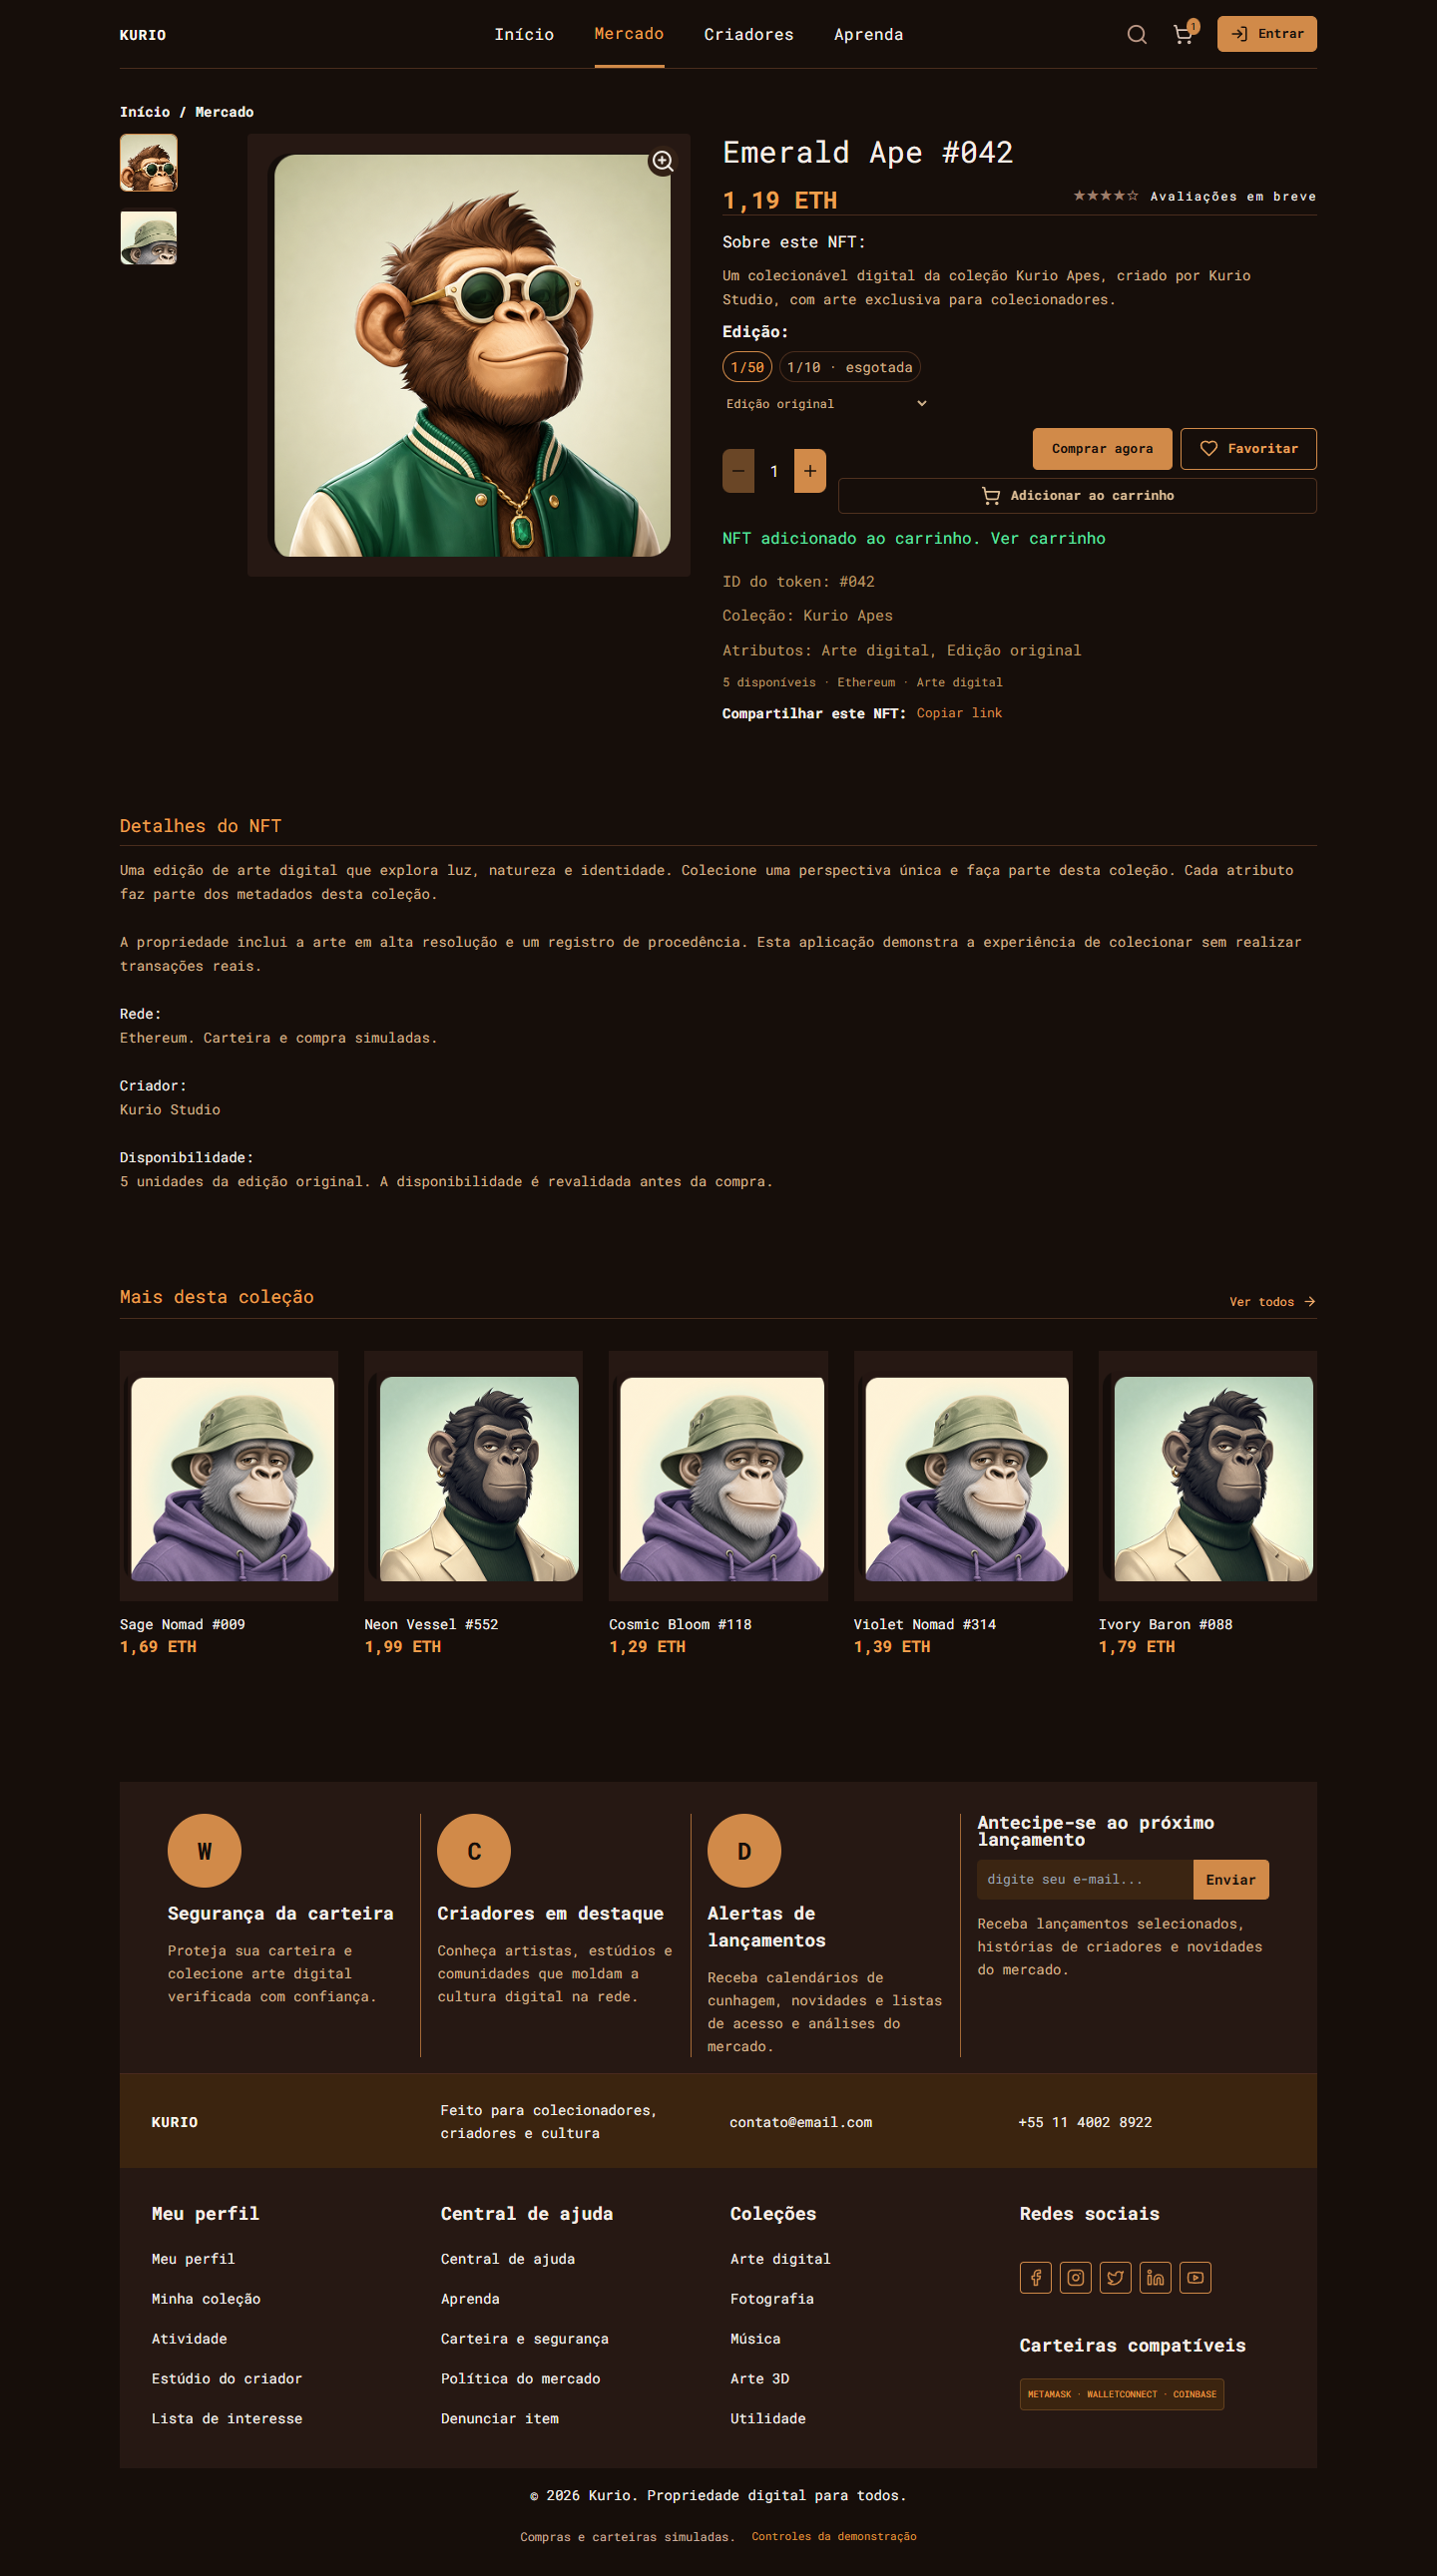 KURIO
Início
Mercado
Criadores
Aprenda
1
Entrar
Início / Mercado
Emerald Ape #042
1,19 ETH
★★★★☆ Avaliações em breve
Sobre este NFT:
Um colecionável digital da coleção Kurio Apes, criado por Kurio
Studio, com arte exclusiva para colecionadores.
Edição:
1/50
1/10 · esgotada
Edição original
Comprar agora
Favoritar
− 1 +
Adicionar ao carrinho
NFT adicionado ao carrinho. Ver carrinho
ID do token: #042
Coleção: Kurio Apes
Atributos: Arte digital, Edição original
5 disponíveis · Ethereum · Arte digital
Compartilhar este NFT: Copiar link
Detalhes do NFT
Uma edição de arte digital que explora luz, natureza e identidade. Colecione uma perspectiva única e faça parte desta coleção. Cada atributo
faz parte dos metadados desta coleção.
A propriedade inclui a arte em alta resolução e um registro de procedência. Esta aplicação demonstra a experiência de colecionar sem realizar
transações reais.
Rede:
Ethereum. Carteira e compra simuladas.
Criador:
Kurio Studio
Disponibilidade:
5 unidades da edição original. A disponibilidade é revalidada antes da compra.
Mais desta coleção
Ver todos →
Sage Nomad #009
1,69 ETH
Neon Vessel #552
1,99 ETH
Cosmic Bloom #118
1,29 ETH
Violet Nomad #314
1,39 ETH
Ivory Baron #088
1,79 ETH
W
Segurança da carteira
Proteja sua carteira e
colecione arte digital
verificada com confiança.
C
Criadores em destaque
Conheça artistas, estúdios e
comunidades que moldam a
cultura digital na rede.
D
Alertas de
lançamentos
Receba calendários de
cunhagem, novidades e listas
de acesso e análises do
mercado.
Antecipe-se ao próximo
lançamento
digite seu e-mail...
Enviar
Receba lançamentos selecionados,
histórias de criadores e novidades
do mercado.
KURIO
Feito para colecionadores,
criadores e cultura
contato@email.com
+55 11 4002 8922
Meu perfil
Meu perfil
Minha coleção
Atividade
Estúdio do criador
Lista de interesse
Central de ajuda
Central de ajuda
Aprenda
Carteira e segurança
Política do mercado
Denunciar item
Coleções
Arte digital
Fotografia
Música
Arte 3D
Utilidade
Redes sociais
Carteiras compatíveis
METAMASK · WALLETCONNECT · COINBASE
© 2026 Kurio. Propriedade digital para todos.
Compras e carteiras simuladas. Controles da demonstração